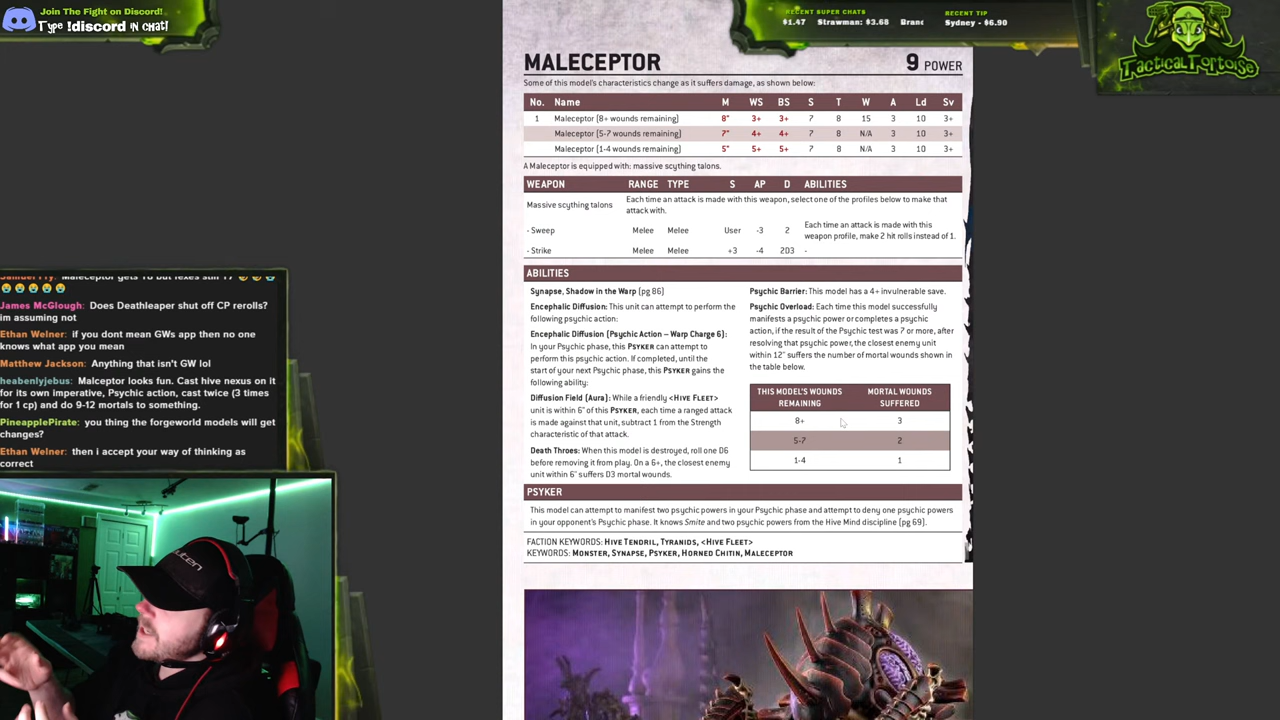 Join The Fight on Discord!
Type !discord in chat!
RECENT SUPER CHATS
$1.47 Strawman: $3.68 Brand
RECENT TIP
Sydney - $6.90
TACTICALTORTOISE
MALECEPTOR 9 POWER
Some of this model's characteristics change as it suffers damage, as shown below:
No. Name M WS BS S T W A Ld Sv
1 Maleceptor (8+ wounds remaining) 8" 3+ 3+ 7 8 15 3 10 3+
Maleceptor (5-7 wounds remaining) 7" 4+ 4+ 7 8 N/A 3 10 3+
Maleceptor (1-4 wounds remaining) 5" 5+ 5+ 7 8 N/A 3 10 3+
A Maleceptor is equipped with: massive scything talons.
WEAPON RANGE TYPE S AP D ABILITIES
Massive scything talons Each time an attack is made with this weapon, select one of the profiles below to make that
attack with.
- Sweep Melee Melee User -3 2 Each time an attack is made with this
weapon profile, make 2 hit rolls instead of 1.
- Strike Melee Melee +3 -4 2D3 -
ABILITIES
Synapse, Shadow in the Warp (pg 86)
Encephalic Diffusion: This unit can attempt to perform the
following psychic action:
Encephalic Diffusion (Psychic Action – Warp Charge 6):
In your Psychic phase, this PSYKER can attempt to
perform this psychic action. If completed, until the
start of your next Psychic phase, this PSYKER gains the
following ability:
Diffusion Field (Aura): While a friendly <HIVE FLEET>
unit is within 6" of this PSYKER, each time a ranged attack
is made against that unit, subtract 1 from the Strength
characteristic of that attack.
Death Throes: When this model is destroyed, roll one D6
before removing it from play. On a 6+, the closest enemy
unit within 6" suffers D3 mortal wounds.
Psychic Barrier: This model has a 4+ invulnerable save.
Psychic Overload: Each time this model successfully
manifests a psychic power or completes a psychic
action, if the result of the Psychic test was 7 or more, after
resolving that psychic power, the closest enemy unit
within 12" suffers the number of mortal wounds shown in
the table below.
THIS MODEL'S WOUNDS MORTAL WOUNDS
REMAINING SUFFERED
8+ 3
5-7 2
1-4 1
PSYKER
This model can attempt to manifest two psychic powers in your Psychic phase and attempt to deny one psychic powers
in your opponent's Psychic phase. It knows Smite and two psychic powers from the Hive Mind discipline (pg 69).
FACTION KEYWORDS: HIVE TENDRIL, TYRANIDS, <HIVE FLEET>
KEYWORDS: MONSTER, SYNAPSE, PSYKER, HORNED CHITIN, MALECEPTOR
James McGlough: Does Deathleaper shut off CP rerolls?
im assuming not
Ethan Welner: if you dont mean GWs app then no one
knows what app you mean
Matthew Jackson: Anything that isn't GW lol
heabenlyjebus: Malceptor looks fun. Cast hive nexus on it
for its own imperative, Psychic action, cast twice (3 times
for 1 cp) and do 9-12 mortals to something.
PineapplePirate: you thing the forgeworld models will get
changes?
Ethan Welner: then i accept your way of thinking as
correct